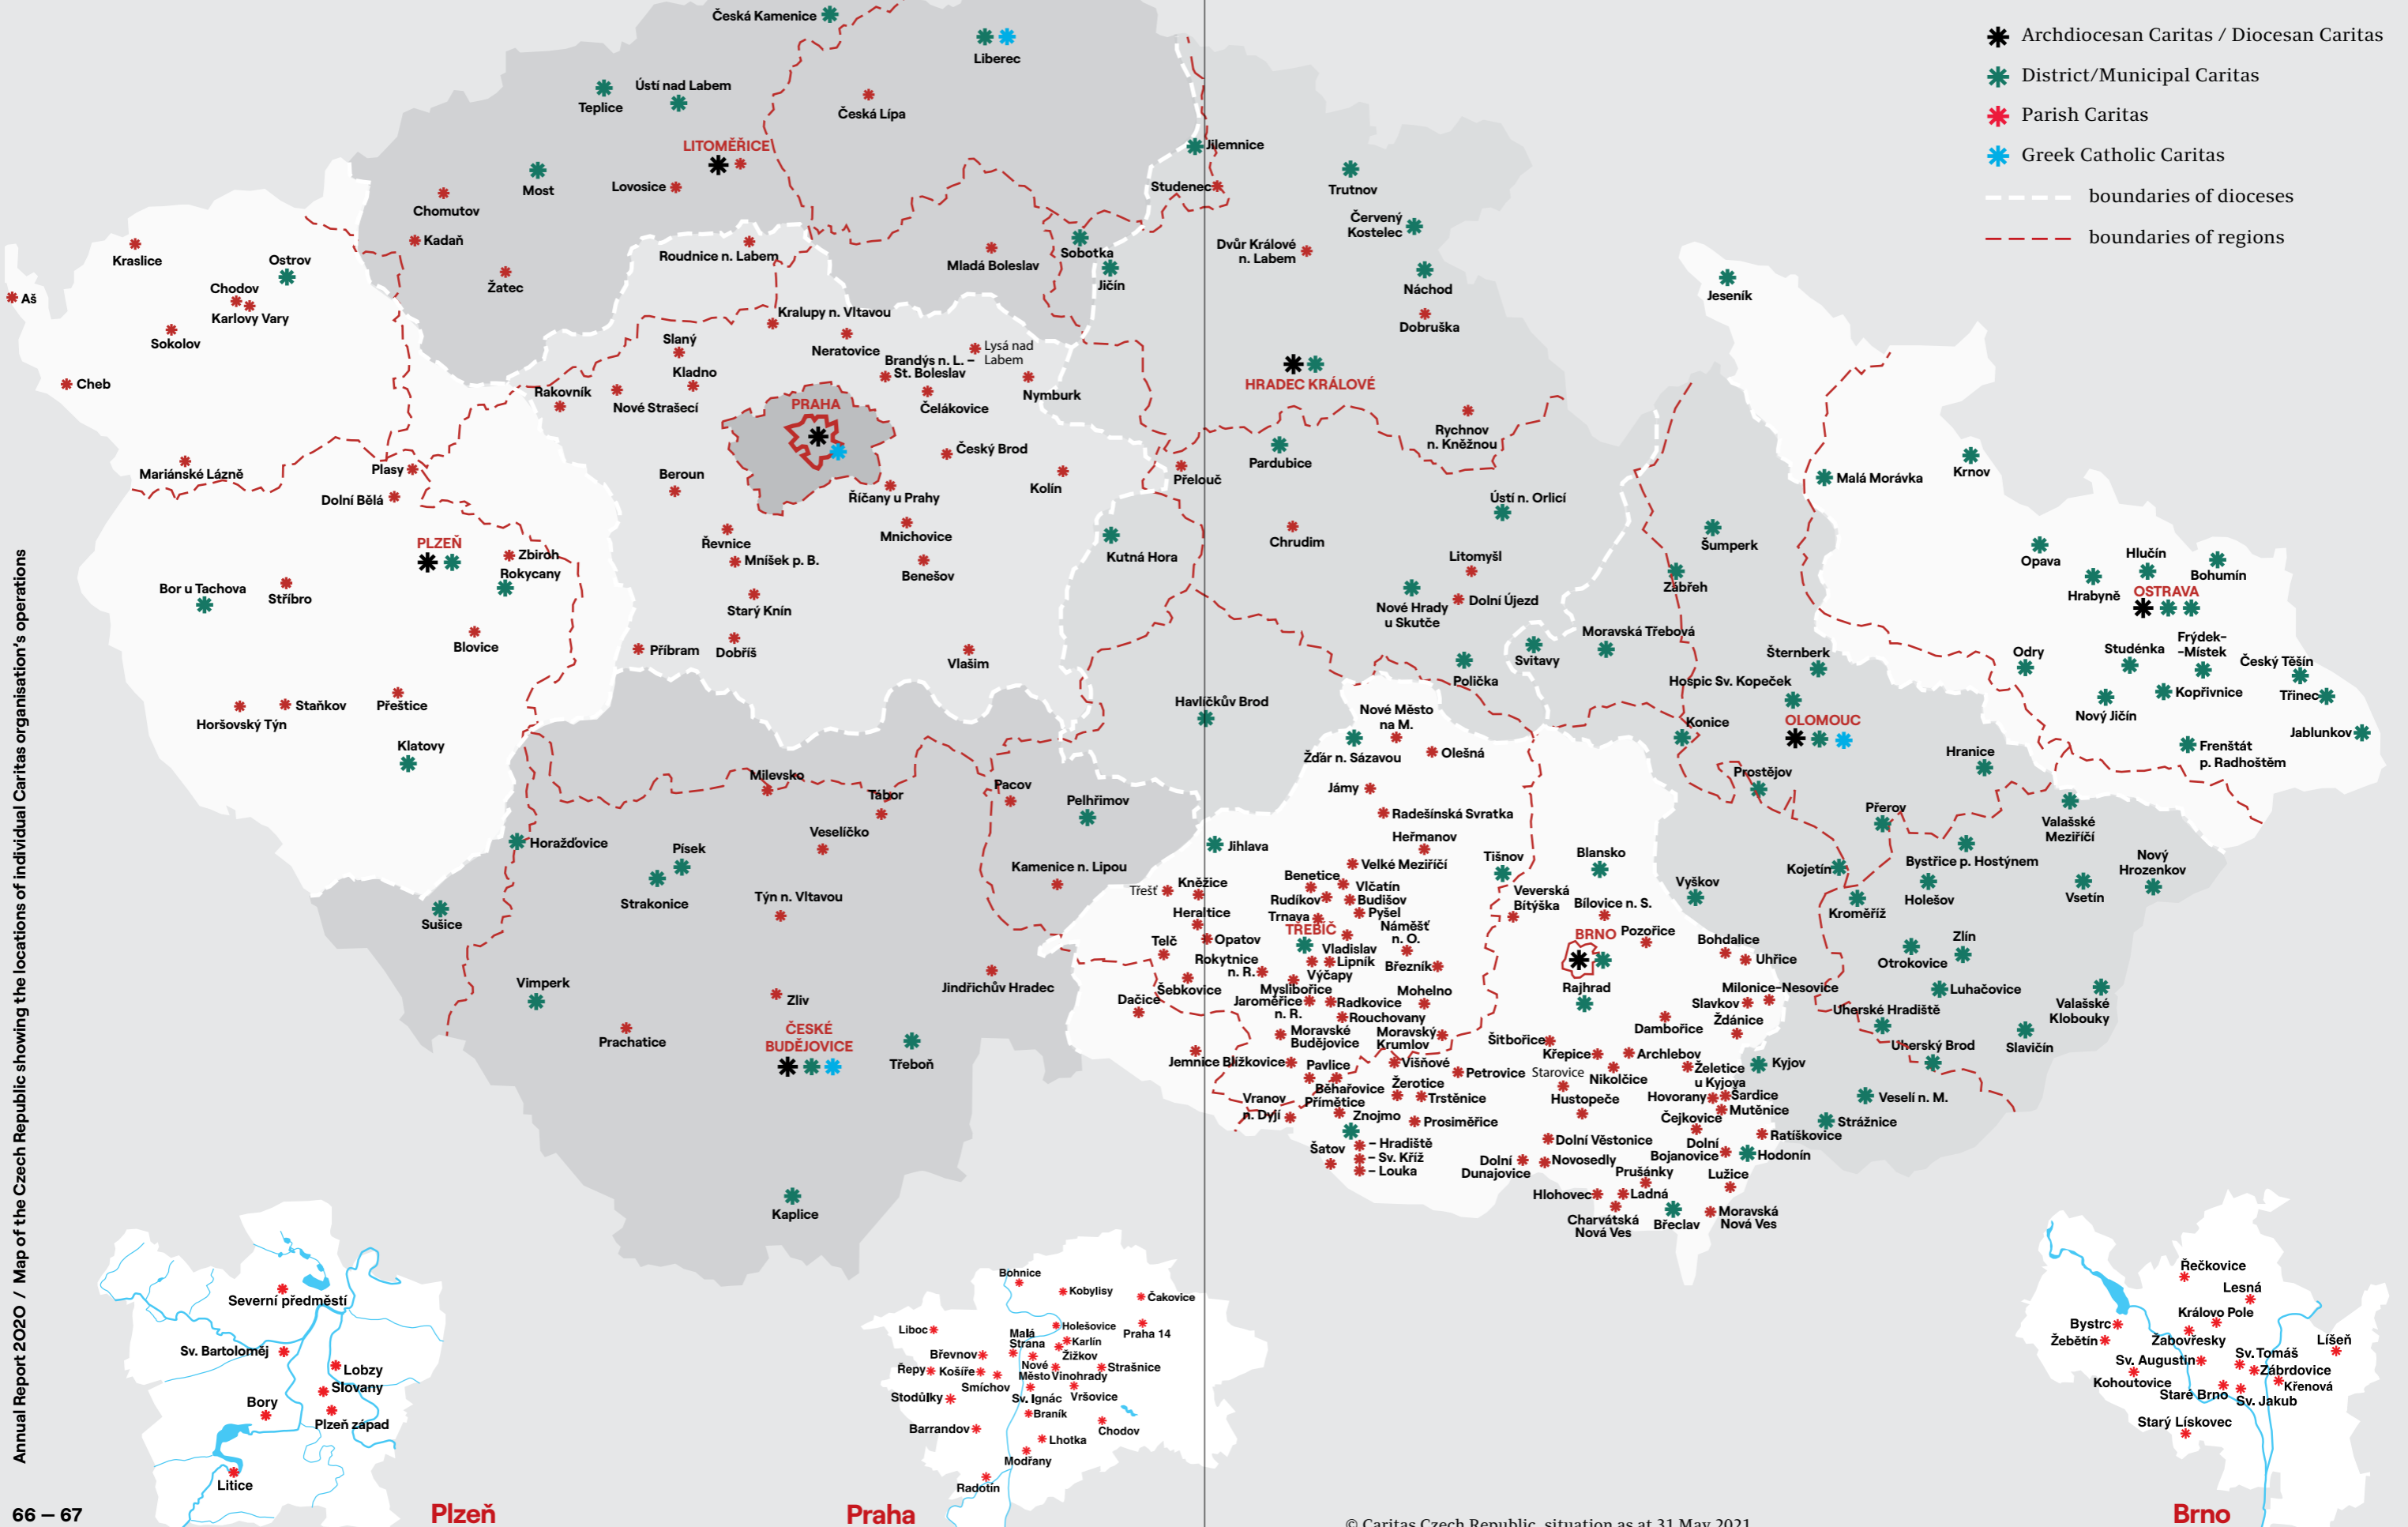 Archdiocesan Caritas / Diocesan Caritas
District/Municipal Caritas
Parish Caritas
Greek Catholic Caritas
boundaries of dioceses
boundaries of regions
Česká Kamenice
Liberec
Teplice
Ústí nad Labem
Česká Lípa
LITOMĚŘICE
Jilemnice
Most
Lovosice
Studenec
Trutnov
Chomutov
Červený
Kostelec
Kadaň
Kraslice
Ostrov
Roudnice n. Labem
Mladá Boleslav
Sobotka
Dvůr Králové
n. Labem
Žatec
Jičín
Náchod
Jeseník
Aš
Chodov
Karlovy Vary
Kralupy n. Vltavou
Dobruška
Sokolov
Slaný
Neratovice
Lysá nad
Labem
Brandýs n. L. –
St. Boleslav
Cheb
Kladno
Rakovník
Nové Strašecí
Čelákovice
Nymburk
HRADEC KRÁLOVÉ
PRAHA
Rychnov
n. Kněžnou
Český Brod
Pardubice
Mariánské Lázně
Plasy
Beroun
Kolín
Přelouč
Malá Morávka
Krnov
Dolní Bělá
Říčany u Prahy
Ústí n. Orlicí
Mnichovice
Řevnice
Chrudim
Šumperk
PLZEŇ
Zbiroh
Rokycany
Mníšek p. B.
Benešov
Kutná Hora
Litomyšl
Zábřeh
Opava
Hlučín
Bohumín
Hrabyně
OSTRAVA
Bor u Tachova
Stříbro
Starý Knín
Nové Hrady
u Skutče
Dolní Újezd
Blovice
Příbram
Dobříš
Vlašim
Svitavy
Moravská Třebová
Šternberk
Odry
Studénka
Frýdek-
-Místek
Český Těšín
Polička
Hospic Sv. Kopeček
Kopřivnice
Třinec
Horšovský Týn
Staňkov
Přeštice
Havlíčkův Brod
Nové Město
na M.
Konice
OLOMOUC
Nový Jičín
Jablunkov
Klatovy
Žďár n. Sázavou
Olešná
Hranice
Frenštát
p. Radhoštěm
Milevsko
Tábor
Pacov
Pelhřimov
Jámy
Prostějov
Radešínská Svratka
Přerov
Valašské
Meziříčí
Horažďovice
Veselíčko
Jihlava
Heřmanov
Písek
Strakonice
Kamenice n. Lipou
Velké Meziříčí
Tišnov
Blansko
Kojetín
Bystřice p. Hostýnem
Nový
Hrozenkov
Třešť
Kněžice
Benetice
Vlčatín
Rudíkov
Budišov
Veverská
Bítýška
Vyškov
Holešov
Vsetín
Týn n. Vltavou
Heraltice
Trnava
Pyšel
Bílovice n. S.
Kroměříž
Sušice
TŘEBÍČ
Náměšť
n. O.
BRNO
Pozořice
Telč
Opatov
Vladislav
Bohdalice
Zlín
Rokytnice
n. R.
Lipník
Březník
Uhřice
Otrokovice
Výčapy
Vimperk
Jindřichův Hradec
Šebkovice
Myslibořice
Mohelno
Rajhrad
Milonice–Nesovice
Luhačovice
Zliv
Dačice
Jaroměřice
n. R.
Radkovice
Slavkov
Valašské
Klobouky
Rouchovany
Uherské Hradiště
Prachatice
ČESKÉ
BUDĚJOVICE
Moravské
Budějovice
Moravský
Krumlov
Dambořice
Ždánice
Slavičín
Třeboň
Šitbořice
Jemnice
Blížkovice
Višňové
Křepice
Archlebov
Uherský Brod
Pavlice
Petrovice
Starovice
Nikolčice
Želetice
u Kyjova
Kyjov
Běhařovice
Žerotice
Vranov
n. Dyjí
Přímětice
Trstěnice
Hustopeče
Hovorany
Šardice
Veselí n. M.
Mutěnice
Znojmo
Prosiměřice
Čejkovice
Strážnice
Šatov
– Hradiště
– Sv. Kříž
– Louka
Dolní Věstonice
Ratíškovice
Dolní
Bojanovice
Hodonín
Dolní
Dunajovice
Novosedly
Prušánky
Lužice
Hlohovec
Ladná
Kaplice
Charvátská
Nová Ves
Břeclav
Moravská
Nová Ves
Severní předměstí
Sv. Bartoloměj
Lobzy
Slovany
Bory
Plzeň západ
Litice
Plzeň
Bohnice
Kobylisy
Čakovice
Liboc
Holešovice
Praha 14
Malá
Strana
Karlín
Břevnov
Žižkov
Řepy
Košíře
Nové
Město
Strašnice
Vinohrady
Smíchov
Stodůlky
Sv. Ignác
Vršovice
Braník
Barrandov
Chodov
Lhotka
Modřany
Radotín
Praha
Řečkovice
Lesná
Královo Pole
Bystrc
Žebětín
Žabovřesky
Líšeň
Sv. Tomáš
Sv. Augustin
Zábrdovice
Kohoutovice
Křenová
Staré Brno
Sv. Jakub
Starý Lískovec
Brno
Annual Report 2020 / Map of the Czech Republic showing the locations of individual Caritas organisation's operations
66 – 67
© Caritas Czech Republic, situation as at 31 May 2021